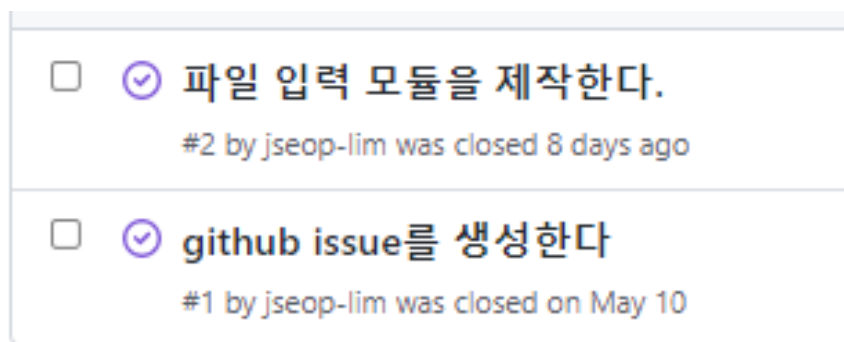 파일 입력 모듈을 제작한다.
#2 by jseop-lim was closed 8 days ago
github issue를 생성한다
#1 by jseop-lim was closed on May 10